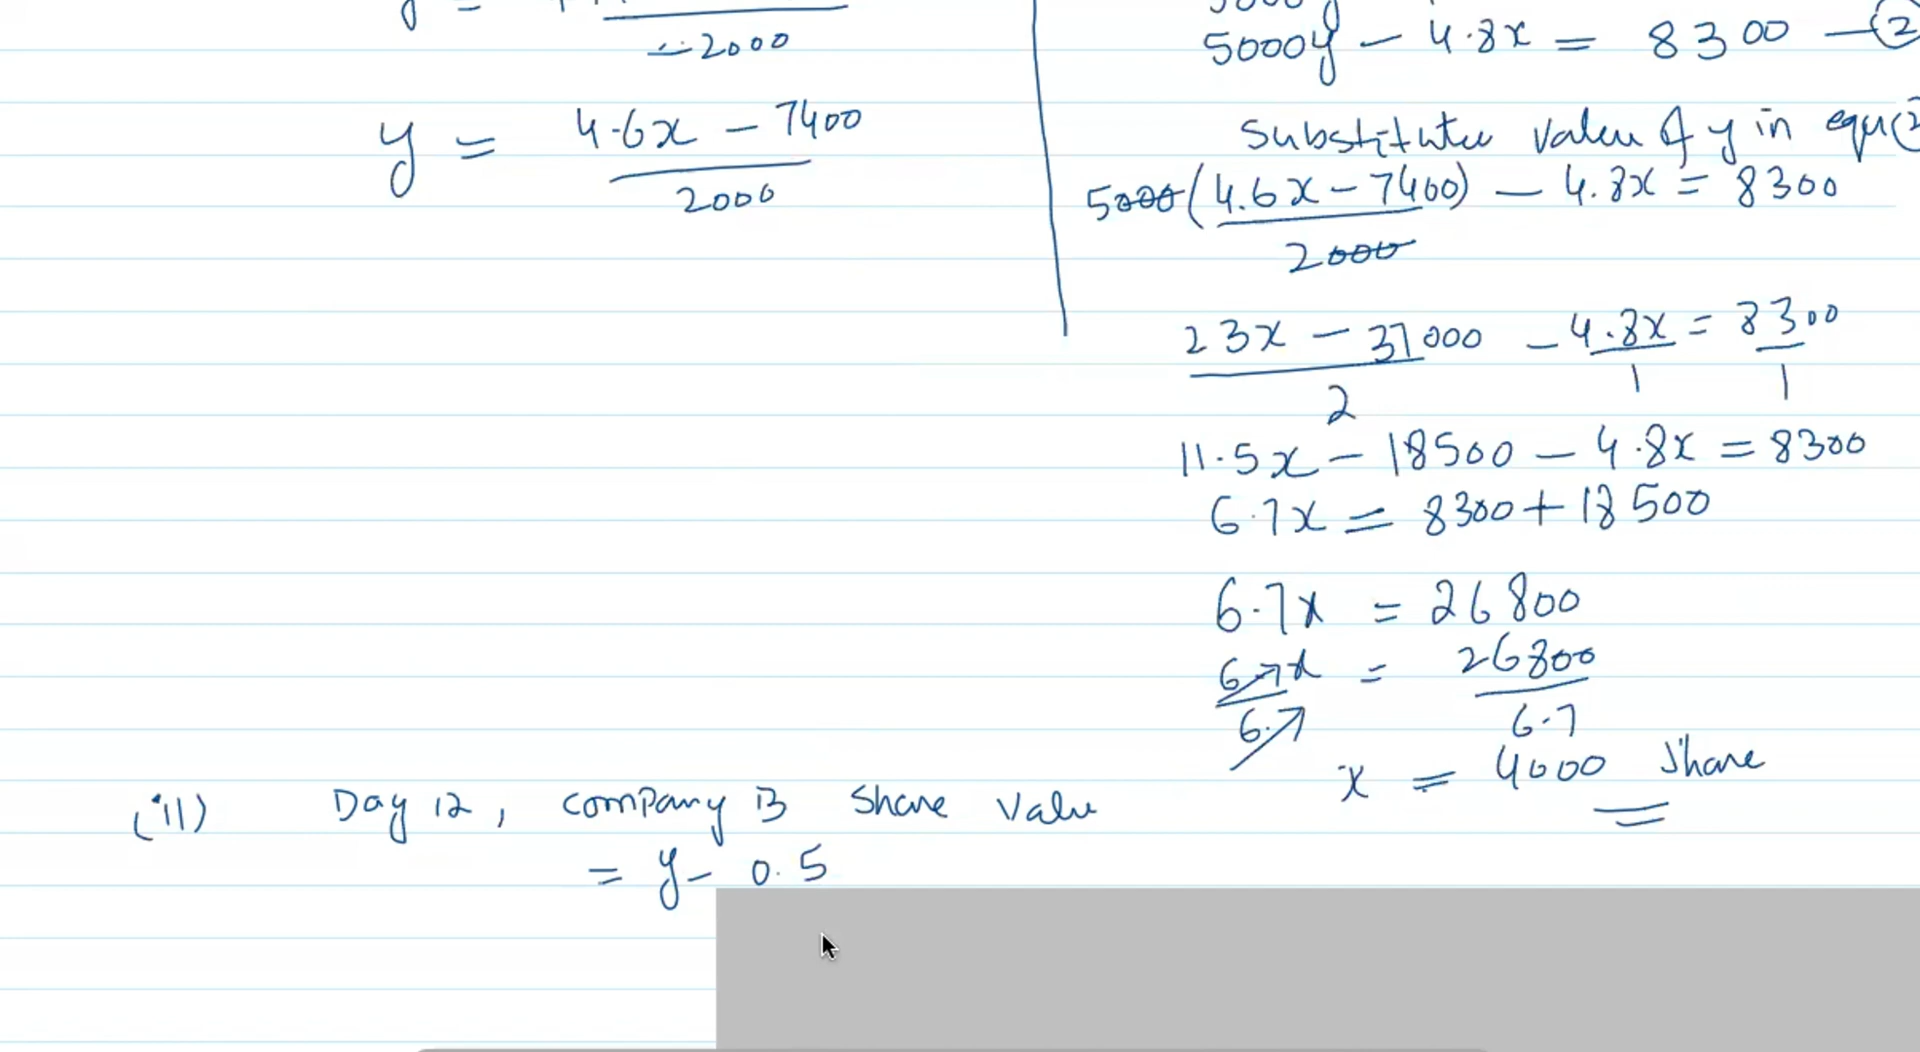 y =
-2000
y = 4.6x - 7400
2000
5000y - 4.8x = 8300 - (2
Substitute value of y in equ(2
5000(4.6x - 7400) - 4.8x = 8300
2000
23x - 37000 - 4.8x = 8300
2 1 1
11.5x - 18500 - 4.8x = 8300
6.7x = 8300 + 18500
6.7x = 26800
6.7x = 26800
6.7 6.7
x = 4000 Share
(ii) Day 12, company B Share Value
= y - 0.5